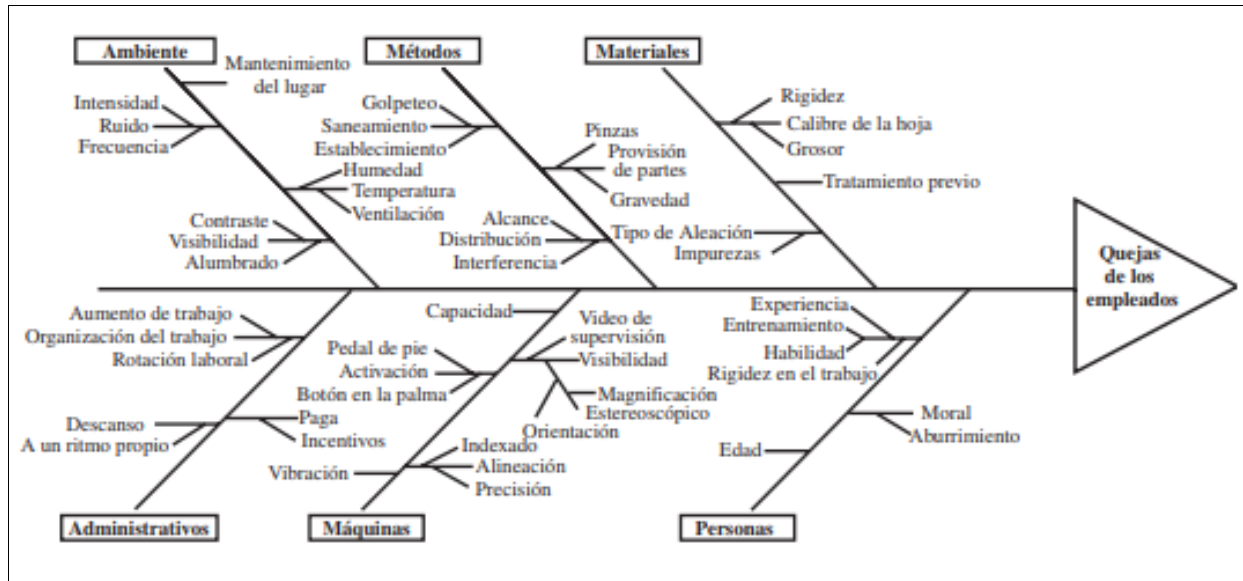 Ambiente
Mantenimiento
del lugar
Intensidad
Ruido
Frecuencia
Humedad
Temperatura
Ventilación
Contraste
Visibilidad
Alumbrado
Métodos
Golpeteo
Saneamiento
Establecimiento
Pinzas
Provisión
de partes
Gravedad
Alcance
Distribución
Interferencia
Materiales
Rigidez
Calibre de la hoja
Grosor
Tratamiento previo
Tipo de Aleación
Impurezas
Quejas
de los
empleados
Aumento de trabajo
Organización del trabajo
Rotación laboral
Paga
Incentivos
Descanso
A un ritmo propio
Administrativos
Capacidad
Video de
supervisión
Visibilidad
Magnificación
Estereoscópico
Orientación
Pedal de pie
Activación
Botón en la palma
Indexado
Alineación
Precisión
Vibración
Máquinas
Experiencia
Entrenamiento
Habilidad
Rigidez en el trabajo
Moral
Aburrimiento
Edad
Personas